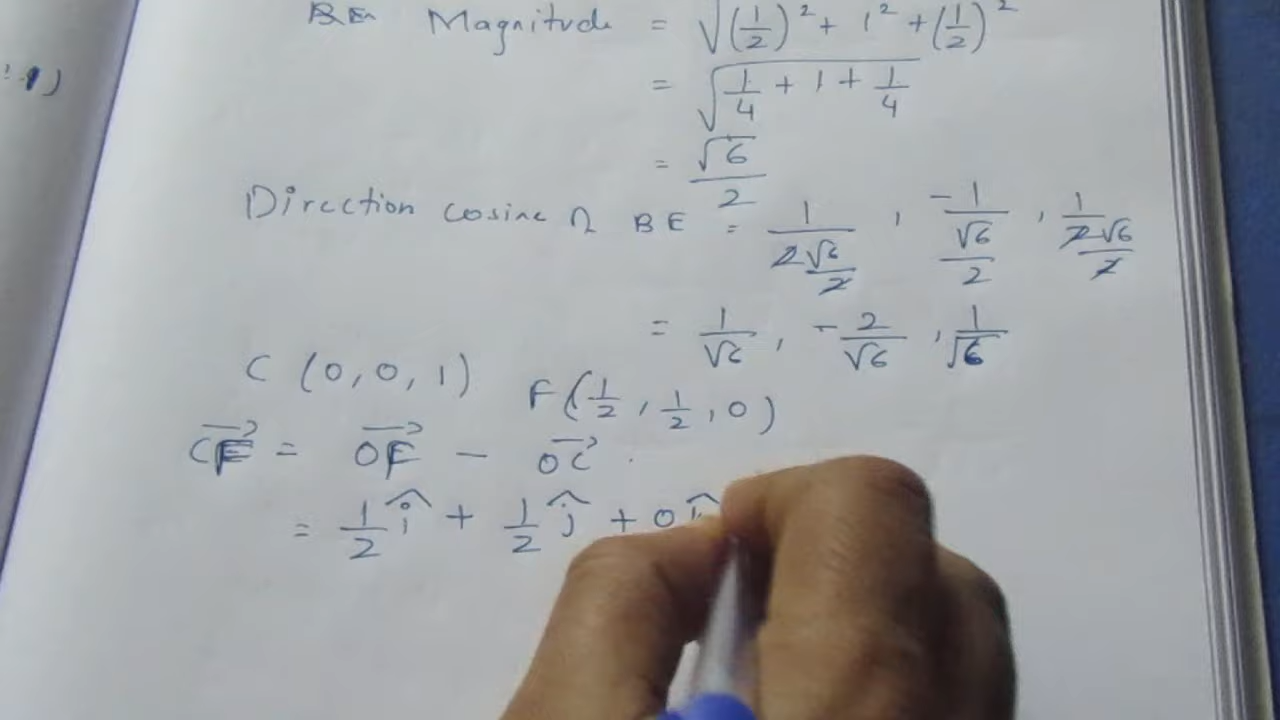 BE Magnitude = √(1/2)² + 1² + (1/2)²
= √1/4 + 1 + 1/4
= √6/2
Direction cosine BE = 1/(2√6/2), -1/(√6/2), 1/(2√6/2)
= 1/√6, -2/√6, 1/√6
C (0,0,1) F(1/2, 1/2, 0)
CF = OF - OC
= 1/2 î + 1/2 ĵ + 0